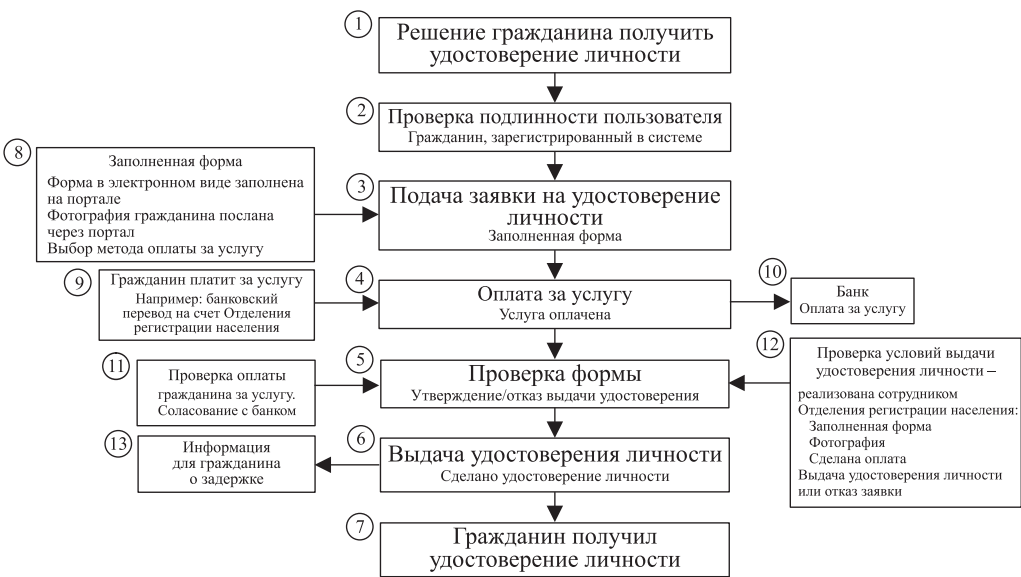 1
Решение гражданина получить
удостоверение личности
2
Проверка подлинности пользователя
Гражданин, зарегистрированный в системе
8
Заполненная форма
Форма в электронном виде заполнена
на портале
Фотография гражданина послана
через портал
Выбор метода оплаты за услугу
3
Подача заявки на удостоверение
личности
Заполненная форма
9
Гражданин платит за услугу
Например: банковский
перевод на счет Отделения
регистрации населения
4
Оплата за услугу
Услуга оплачена
10
Банк
Оплата за услугу
11
Проверка оплаты
гражданина за услугу.
Соласование с банком
5
Проверка формы
Утверждение/отказ выдачи удостоверения
12
Проверка условий выдачи
удостоверения личности –
реализована сотрудником
Отделения регистрации населения:
Заполненная форма
Фотография
Сделана оплата
Выдача удостоверения личности
или отказ заявки
13
Информация
для гражданина
о задержке
6
Выдача удостоверения личности
Сделано удостоверение личности
7
Гражданин получил
удостоверение личности